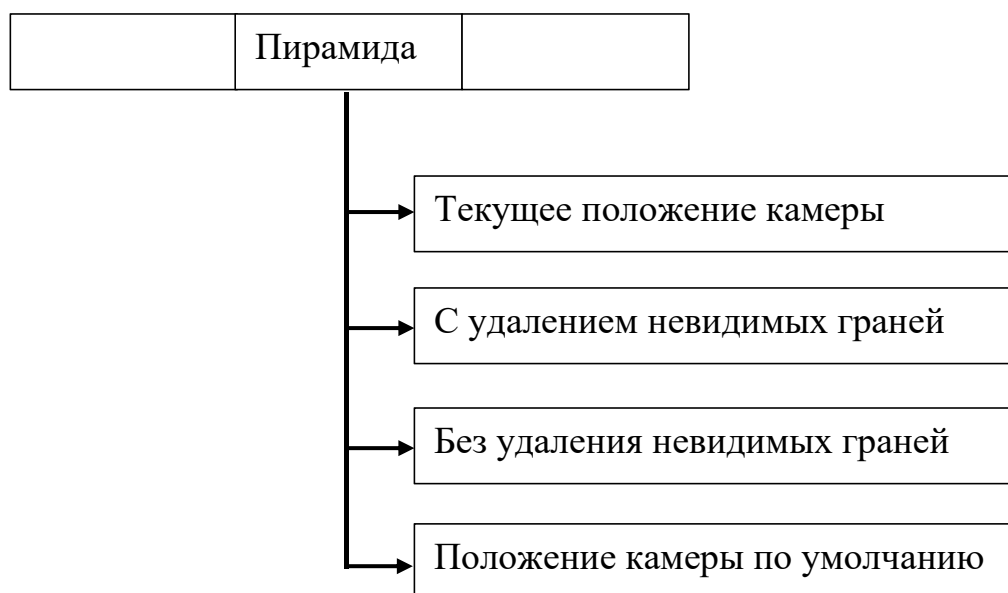 Пирамида
Текущее положение камеры
С удалением невидимых граней
Без удаления невидимых граней
Положение камеры по умолчанию